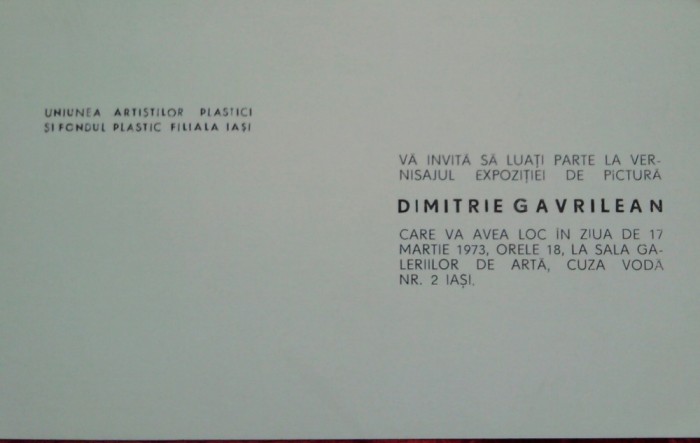 UNIUNEA ARTIȘTILOR PLASTICI
ȘI FONDUL PLASTIC FILIALA IAȘI
VĂ INVITĂ SĂ LUAȚI PARTE LA VER-
NISAJUL EXPOZIȚIEI DE PICTURĂ
DIMITRIE GAVRILEAN
CARE VA AVEA LOC ÎN ZIUA DE 17
MARTIE 1973, ORELE 18, LA SALA GA-
LERIILOR DE ARTĂ, CUZA VODĂ
NR. 2 IAȘI.